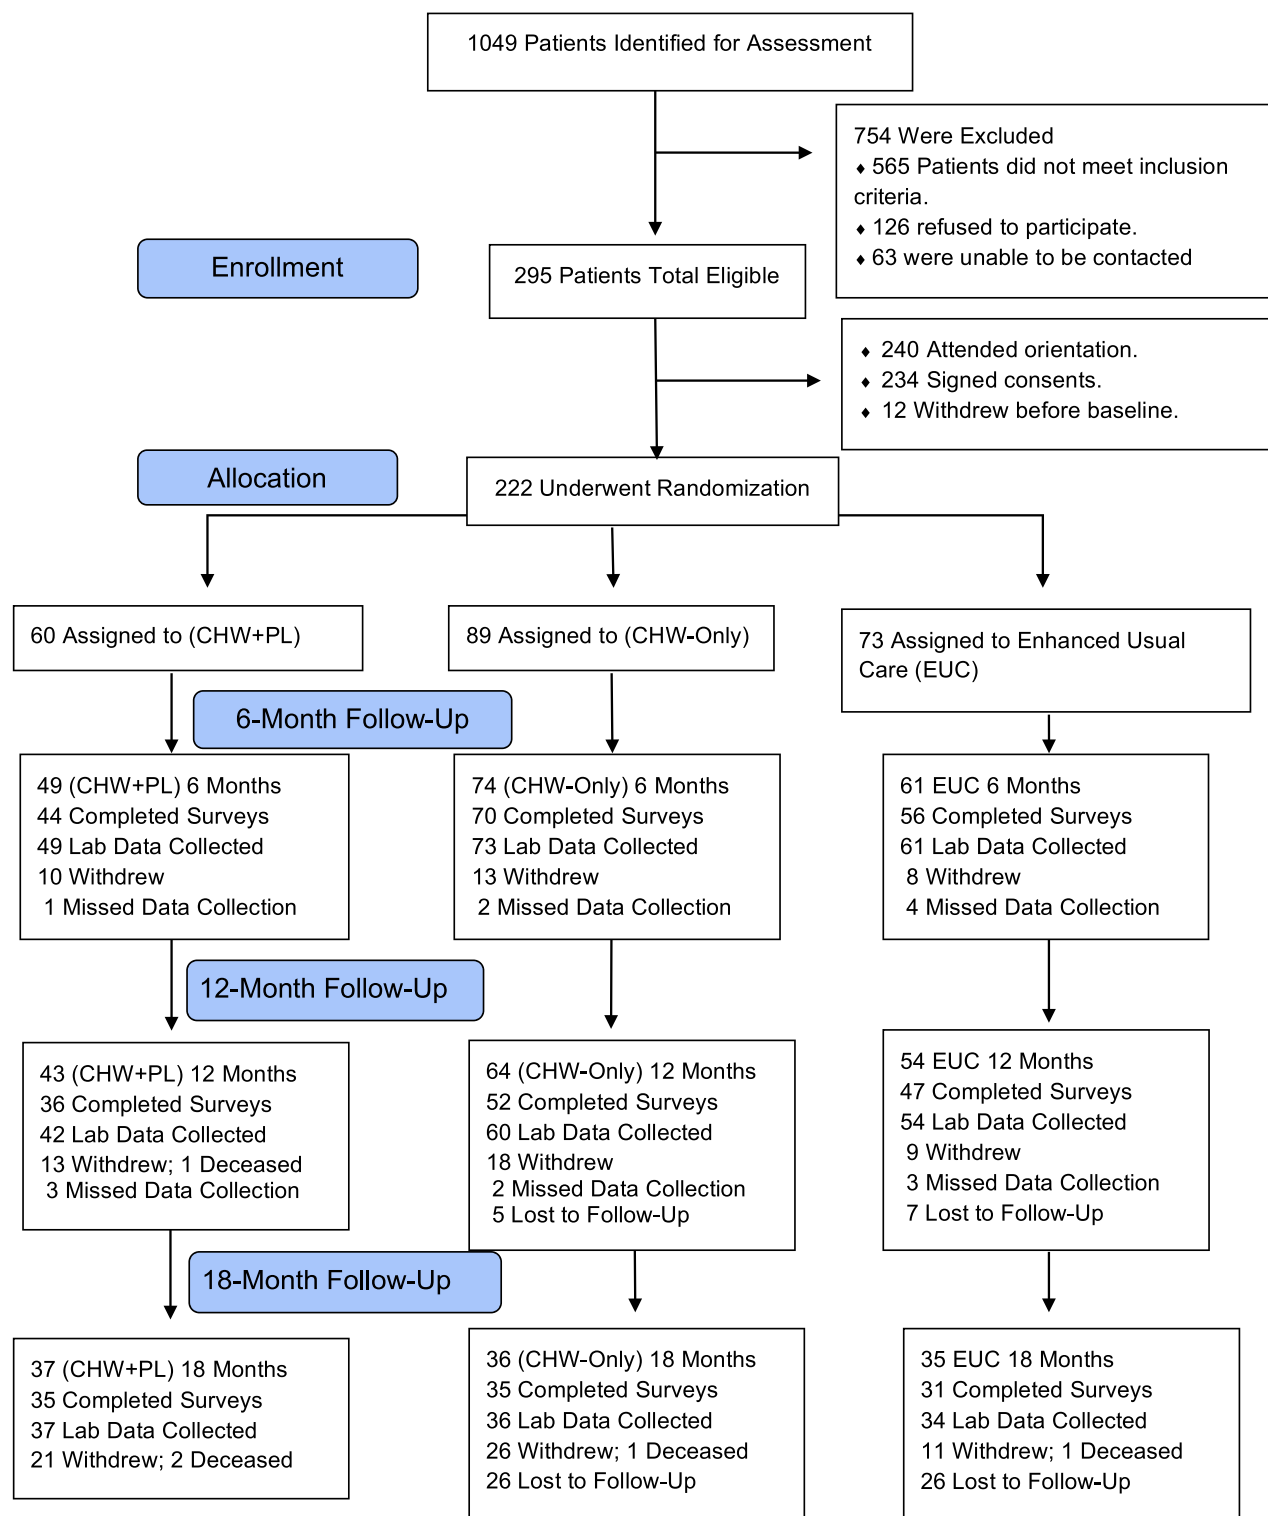 1049 Patients Identified for Assessment
754 Were Excluded
♦ 565 Patients did not meet inclusion
criteria.
♦ 126 refused to participate.
♦ 63 were unable to be contacted
Enrollment
295 Patients Total Eligible
♦ 240 Attended orientation.
♦ 234 Signed consents.
♦ 12 Withdrew before baseline.
Allocation
222 Underwent Randomization
60 Assigned to (CHW+PL)
89 Assigned to (CHW-Only)
73 Assigned to Enhanced Usual
Care (EUC)
6-Month Follow-Up
49 (CHW+PL) 6 Months
44 Completed Surveys
49 Lab Data Collected
10 Withdrew
1 Missed Data Collection
74 (CHW-Only) 6 Months
70 Completed Surveys
73 Lab Data Collected
13 Withdrew
2 Missed Data Collection
61 EUC 6 Months
56 Completed Surveys
61 Lab Data Collected
8 Withdrew
4 Missed Data Collection
12-Month Follow-Up
43 (CHW+PL) 12 Months
36 Completed Surveys
42 Lab Data Collected
13 Withdrew; 1 Deceased
3 Missed Data Collection
64 (CHW-Only) 12 Months
52 Completed Surveys
60 Lab Data Collected
18 Withdrew
2 Missed Data Collection
5 Lost to Follow-Up
54 EUC 12 Months
47 Completed Surveys
54 Lab Data Collected
9 Withdrew
3 Missed Data Collection
7 Lost to Follow-Up
18-Month Follow-Up
37 (CHW+PL) 18 Months
35 Completed Surveys
37 Lab Data Collected
21 Withdrew; 2 Deceased
36 (CHW-Only) 18 Months
35 Completed Surveys
36 Lab Data Collected
26 Withdrew; 1 Deceased
26 Lost to Follow-Up
35 EUC 18 Months
31 Completed Surveys
34 Lab Data Collected
11 Withdrew; 1 Deceased
26 Lost to Follow-Up